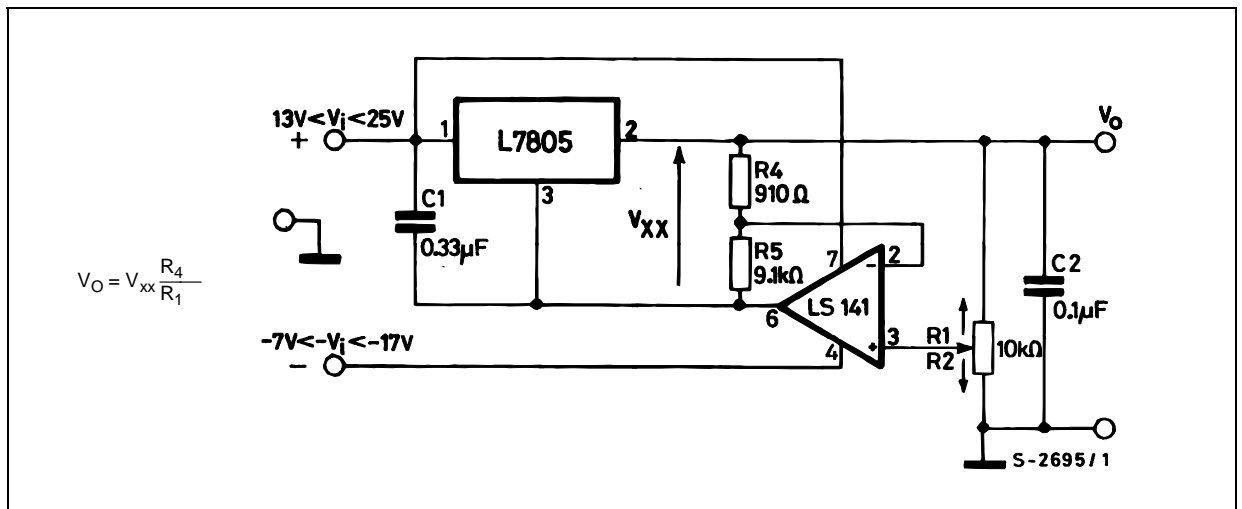 13V<Vi<25V
+
1
L7805
2
3
C1
0.33µF
VXX
R4
910Ω
R5
9.1kΩ
VO = Vxx R4
R1
-7V<-Vi<-17V
−
7
2
-
LS 141
6
4
3
+
R1
R2
10kΩ
C2
0.1µF
VO
S-2695/1